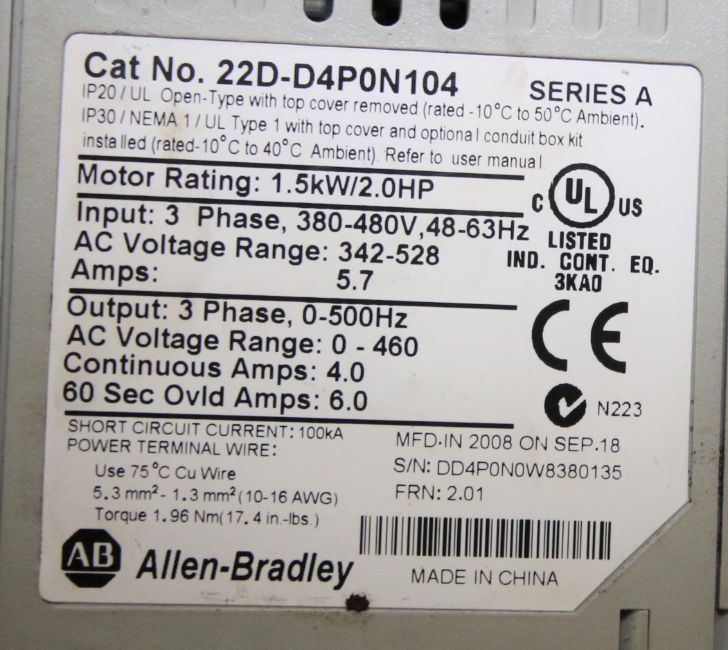 Cat No. 22D-D4P0N104 SERIES A
IP20 / UL Open-Type with top cover removed (rated -10°C to 50°C Ambient).
IP30 / NEMA 1 / UL Type 1 with top cover and optional conduit box kit
installed (rated-10°C to 40°C Ambient). Refer to user manual
Motor Rating: 1.5kW/2.0HP
C UL US
LISTED
IND. CONT. EQ.
3KA0
Input: 3 Phase, 380-480V,48-63Hz
AC Voltage Range: 342-528
Amps: 5.7
Output: 3 Phase, 0-500Hz
AC Voltage Range: 0 - 460
Continuous Amps: 4.0
60 Sec Ovld Amps: 6.0
CE
N223
SHORT CIRCUIT CURRENT: 100kA
POWER TERMINAL WIRE:
Use 75°C Cu Wire
5.3 mm² - 1.3 mm² (10-16 AWG)
Torque 1.96 Nm(17.4 in.-lbs.)
MFD.IN 2008 ON SEP.18
S/N: DD4P0N0W8380135
FRN: 2.01
AB Allen-Bradley
MADE IN CHINA